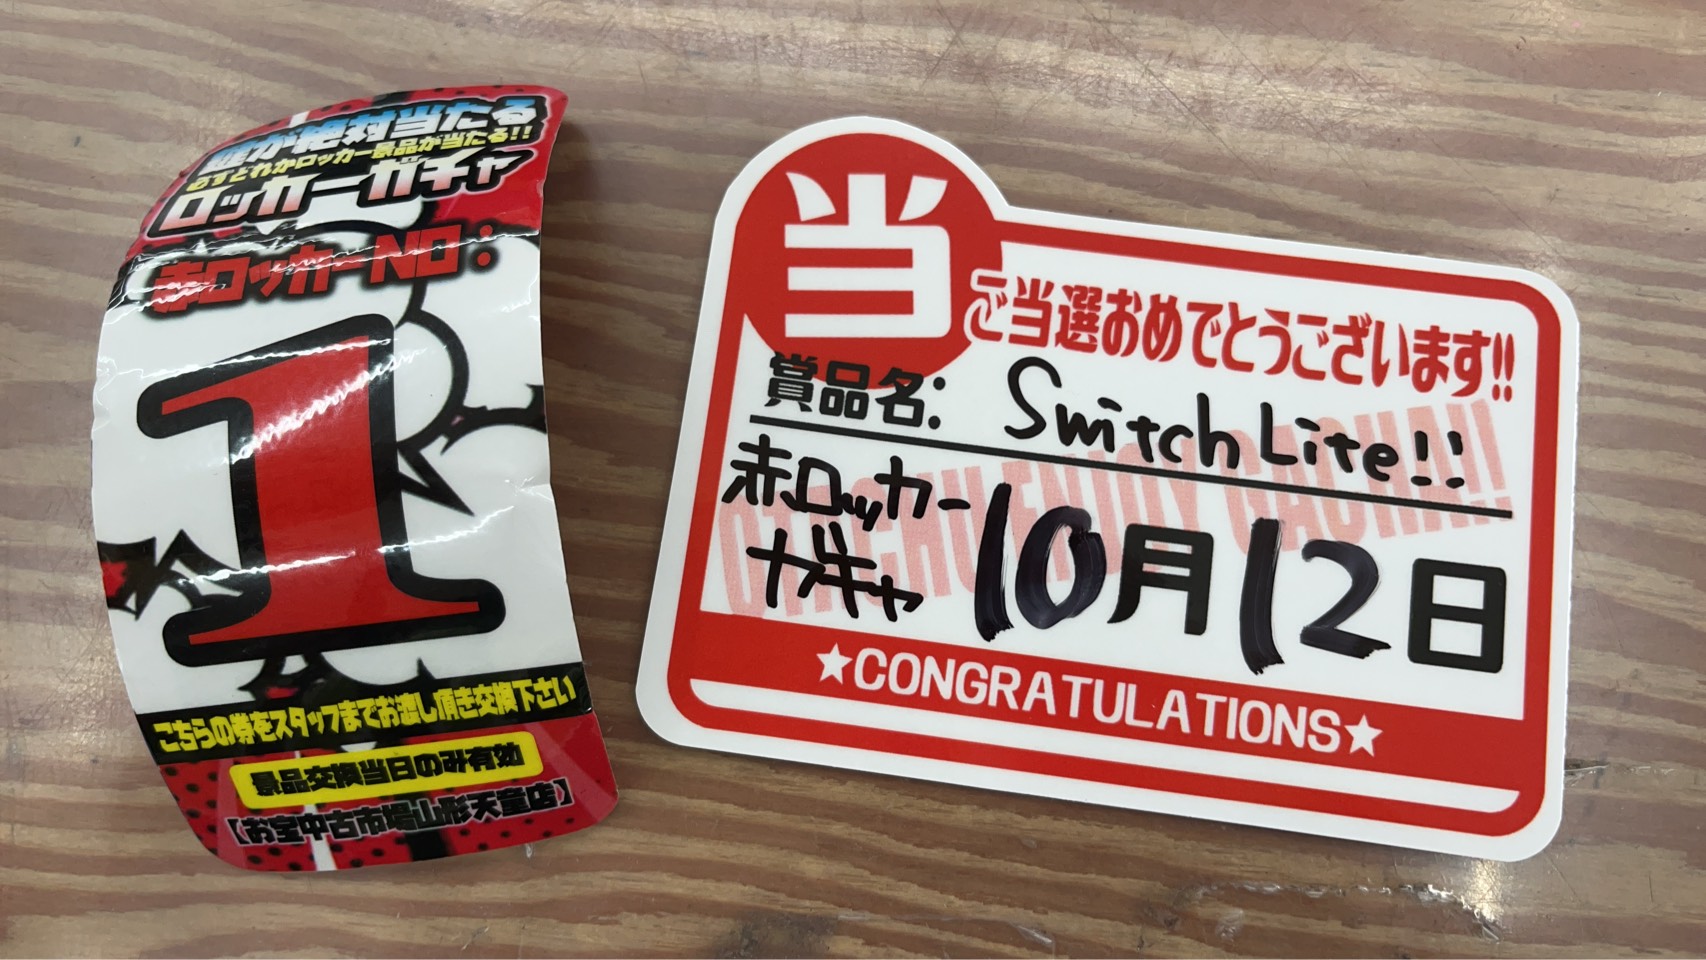 誰が絶対当たる
必ずどれかロッカー景品が当たる!!
ロッカーガチャ
赤ロッカーNO:
1
こちらの券をスタッフまでお渡し頂き交換下さい
景品交換当日のみ有効
【お宝中古市場山形天童店】
当
ご当選おめでとうございます!!
賞品名: Switch Lite!!
赤ロッカー
ガチャ
10月12日
★CONGRATULATIONS★